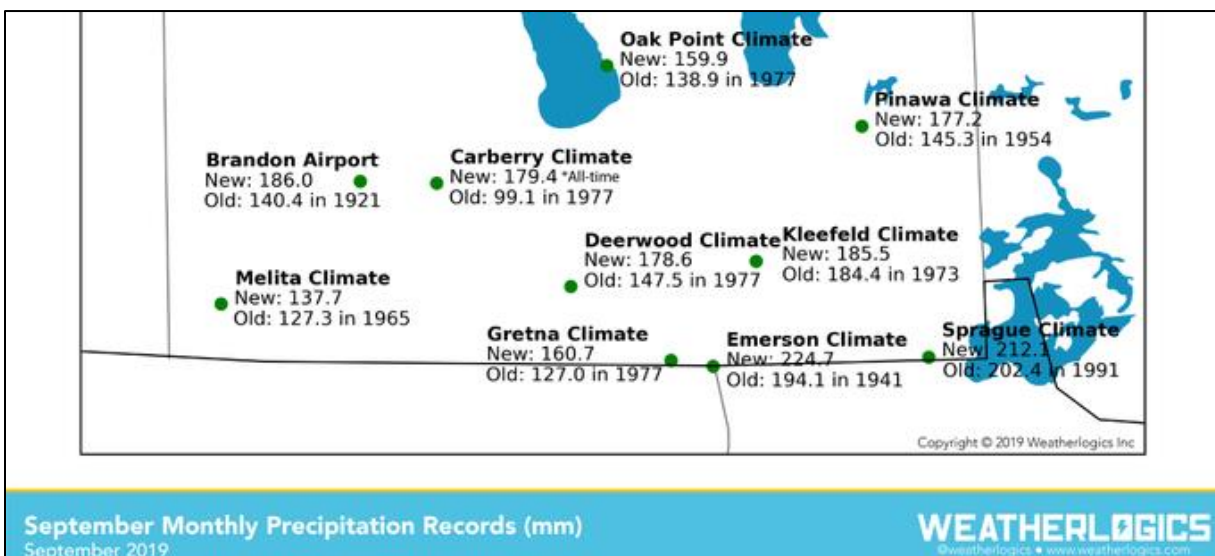 Oak Point Climate
New: 159.9
Old: 138.9 in 1977
Pinawa Climate
New: 177.2
Old: 145.3 in 1954
Brandon Airport
New: 186.0
Old: 140.4 in 1921
Carberry Climate
New: 179.4 *All-time
Old: 99.1 in 1977
Deerwood Climate
New: 178.6
Old: 147.5 in 1977
Kleefeld Climate
New: 185.5
Old: 184.4 in 1973
Melita Climate
New: 137.7
Old: 127.3 in 1965
Gretna Climate
New: 160.7
Old: 127.0 in 1977
Emerson Climate
New: 224.7
Old: 194.1 in 1941
Sprague Climate
New: 212.1
Old: 202.4 in 1991
Copyright © 2019 Weatherlogics Inc
September Monthly Precipitation Records (mm)
September 2019
WEATHERLOGICS
©weatherlogics • www.weatherlogics.com